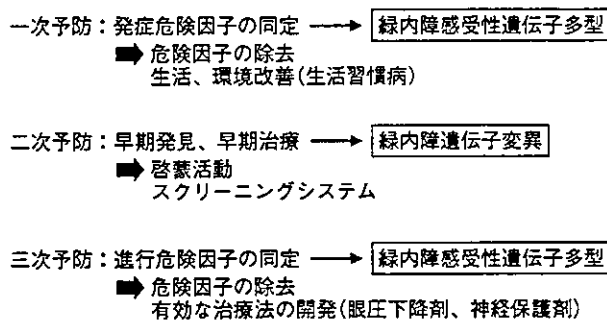 一次予防：発症危険因子の同定 → 緑内障感受性遺伝子多型
➡ 危険因子の除去
生活、環境改善(生活習慣病)
二次予防：早期発見、早期治療 → 緑内障遺伝子変異
➡ 啓蒙活動
スクリーニングシステム
三次予防：進行危険因子の同定 → 緑内障感受性遺伝子多型
➡ 危険因子の除去
有効な治療法の開発(眼圧下降剤、神経保護剤)